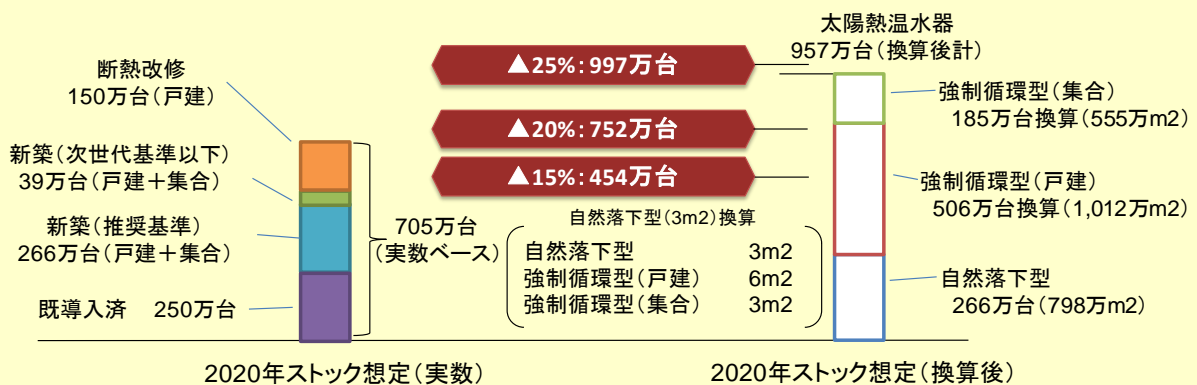 断熱改修
150万台(戸建)
新築(次世代基準以下)
39万台(戸建+集合)
新築(推奨基準)
266万台(戸建+集合)
既導入済 250万台
705万台
(実数ベース)
2020年ストック想定(実数)
▲25%:997万台
▲20%:752万台
▲15%:454万台
自然落下型(3m2)換算
自然落下型 3m2
強制循環型(戸建) 6m2
強制循環型(集合) 3m2
太陽熱温水器
957万台(換算後計)
強制循環型(集合)
185万台換算(555万m2)
強制循環型(戸建)
506万台換算(1,012万m2)
自然落下型
266万台(798万m2)
2020年ストック想定(換算後)